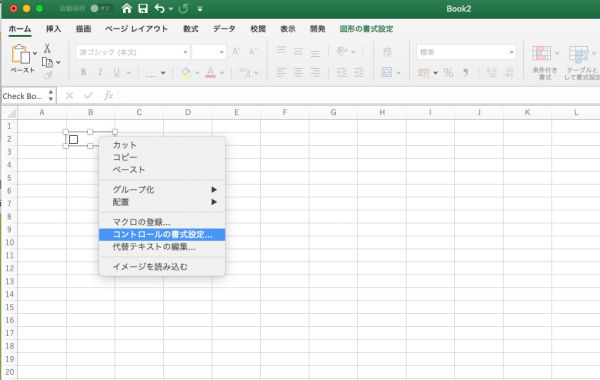 自動保存 オフ Book2
ホーム 挿入 描画 ページ レイアウト 数式 データ 校閲 表示 開発 図形の書式設定
ペースト 游ゴシック (本文) 標準 条件付き書式 テーブルとして書式設定
B I U
Check Bo... fx
A B C D E F G H I J K L
1
2
3
4
5
6
7
8
9
10
11
12
13
14
15
16
17
18
19
20
カット
コピー
ペースト
グループ化
配置
マクロの登録...
コントロールの書式設定...
代替テキストの編集...
イメージを読み込む